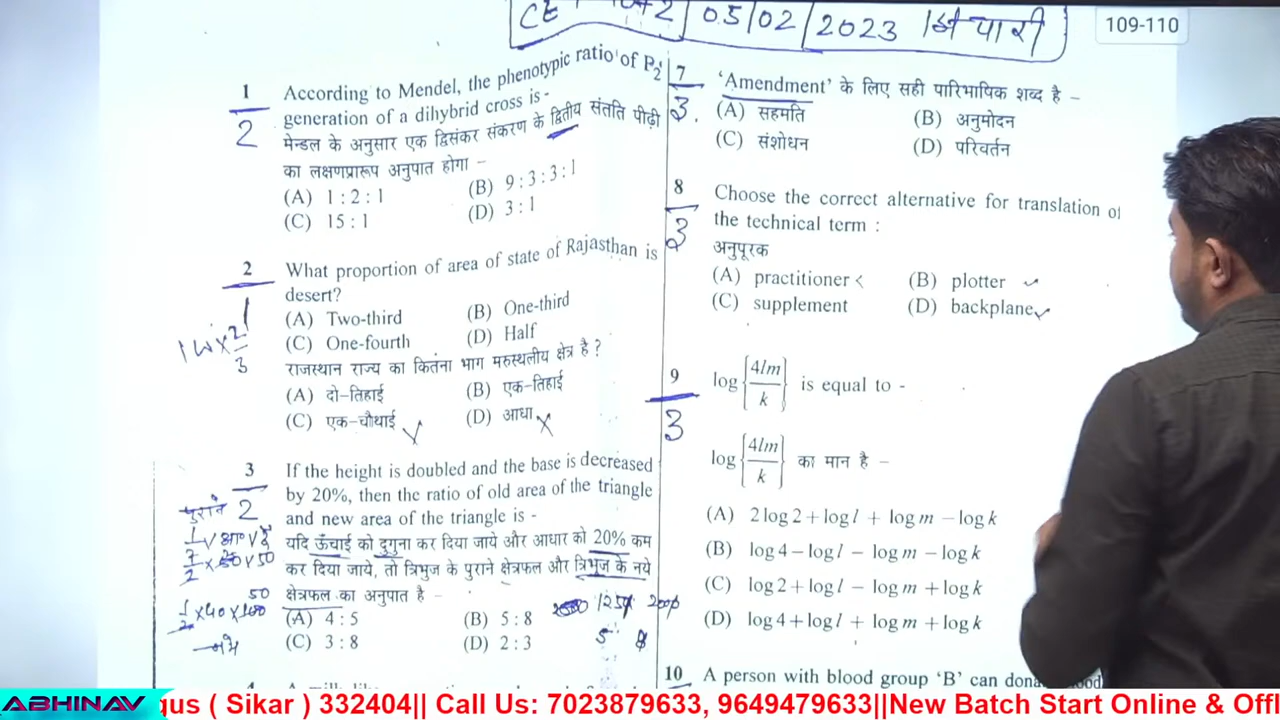 CET
05/02/2023
पारी
109-110
1
2
According to Mendel, the phenotypic ratio of P₂
generation of a dihybrid cross is -
मेन्डल के अनुसार एक द्विसंकर संकरण के द्वितीय संतति पीढ़ी
का लक्षणप्रारूप अनुपात होगा –
(A) 1 : 2 : 1
(B) 9 : 3 : 3 : 1
(C) 15 : 1
(D) 3 : 1
2
1
What proportion of area of state of Rajasthan is
desert?
(A) Two-third
(B) One-third
(C) One-fourth
(D) Half
राजस्थान राज्य का कितना भाग मरुस्थलीय क्षेत्र है ?
(A) दो-तिहाई
(B) एक-तिहाई
(C) एक-चौथाई
(D) आधा
3
2
If the height is doubled and the base is decreased
by 20%, then the ratio of old area of the triangle
and new area of the triangle is -
यदि ऊँचाई को दुगुना कर दिया जाये और आधार को 20% कम
कर दिया जाये, तो त्रिभुज के पुराने क्षेत्रफल और त्रिभुज के नये
क्षेत्रफल का अनुपात है –
(A) 4 : 5
(B) 5 : 8
(C) 3 : 8
(D) 2 : 3
7
3
'Amendment' के लिए सही पारिभाषिक शब्द है –
(A) सहमति
(B) अनुमोदन
(C) संशोधन
(D) परिवर्तन
8
3
Choose the correct alternative for translation of
the technical term :
अनुपूरक
(A) practitioner
(B) plotter
(C) supplement
(D) backplane
9
3
log {4lm/k} is equal to -
log {4lm/k} का मान है –
(A) 2 log 2 + log l + log m – log k
(B) log 4 – log l – log m – log k
(C) log 2 + log l – log m + log k
(D) log 4 + log l + log m + log k
10 A person with blood group 'B' can
ABHINAV
( Sikar ) 332404|| Call Us: 7023879633, 9649479633||New Batch Start Online &